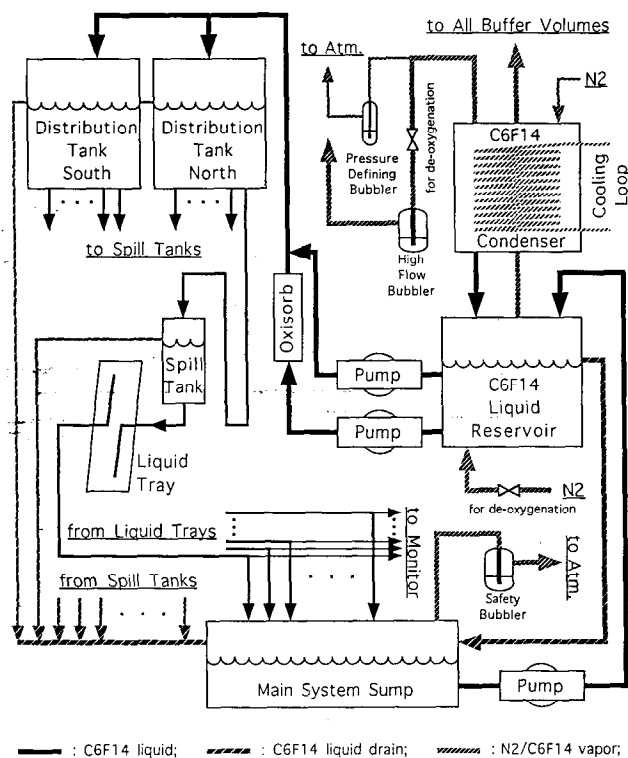 to All Buffer Volumes
to Atm.
N2
Distribution
Tank
South
Distribution
Tank
North
Pressure
Defining
Bubbler
for de-oxygenation
C6F14
Condenser
Cooling
Loop
to Spill Tanks
High
Flow
Bubbler
Oxisorb
Spill
Tank
Pump
C6F14
Liquid
Reservoir
Pump
Liquid
Tray
N2
for de-oxygenation
from Liquid Trays
to Monitor
to Atm.
from Spill Tanks
Safety
Bubbler
Main System Sump
Pump
: C6F14 liquid;
: C6F14 liquid drain;
: N2/C6F14 vapor;